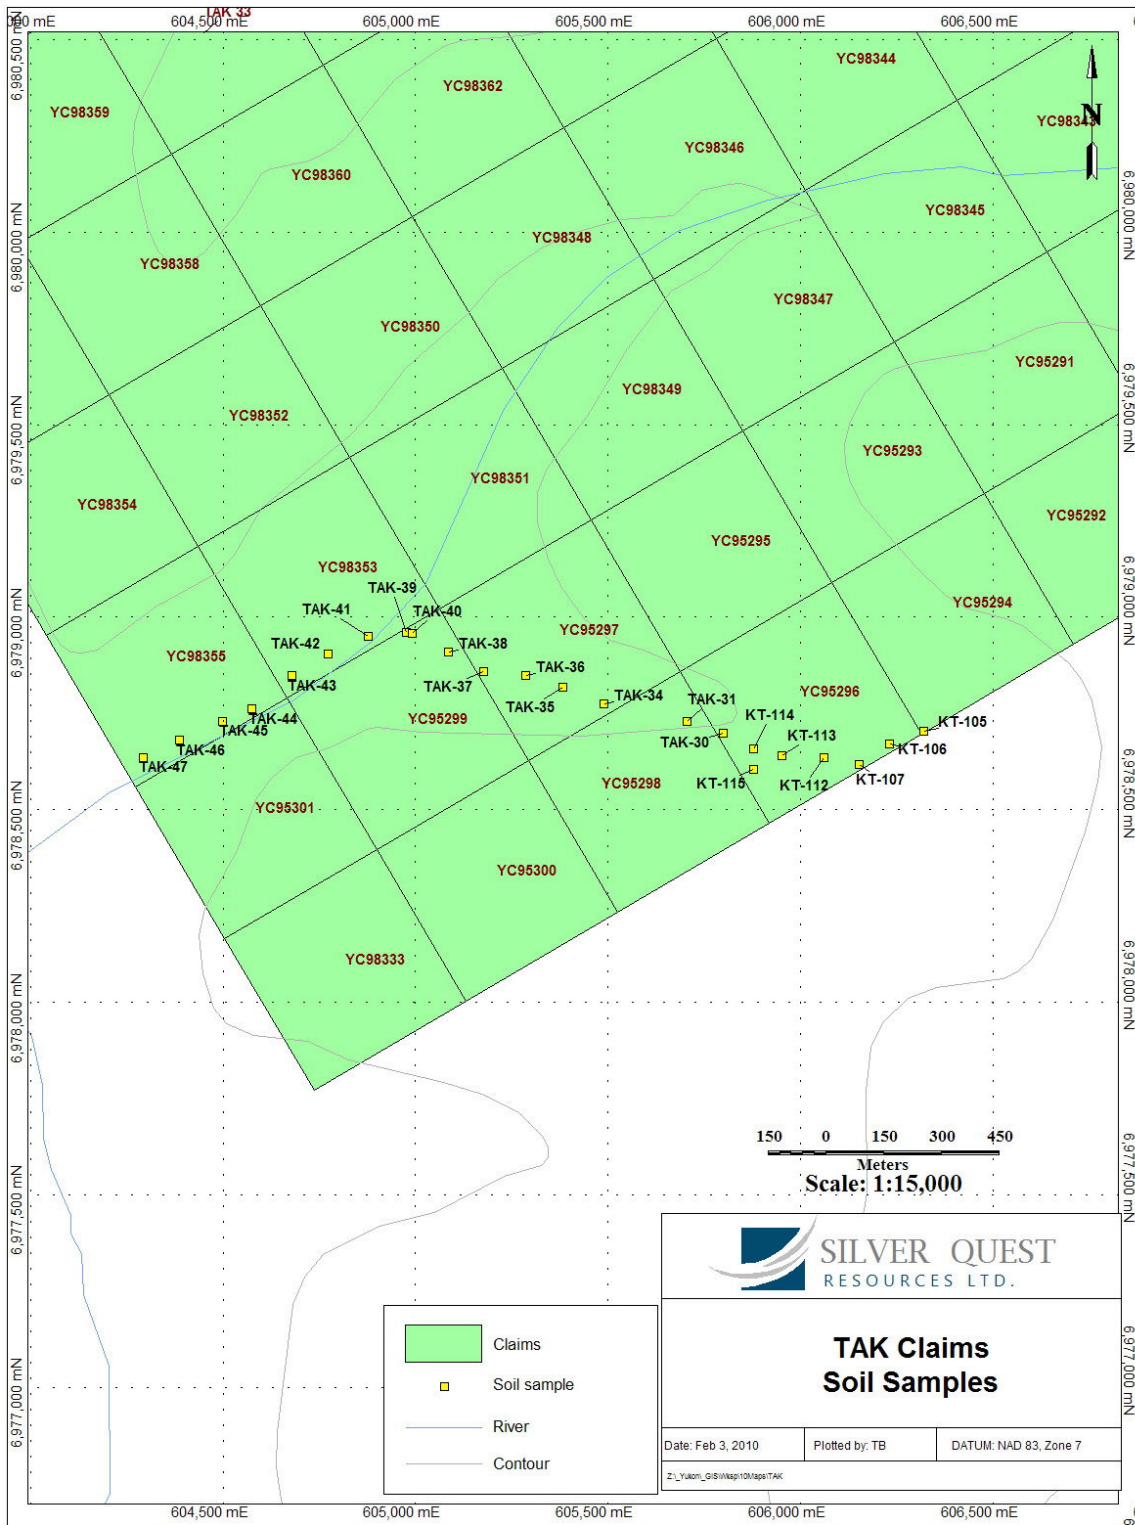 TAK 33
000 mE
604,500 mE
605,000 mE
605,500 mE
606,000 mE
606,500 mE
6,980,500 mN
6,980,000 mN
6,979,500 mN
6,979,000 mN
6,978,500 mN
6,978,000 mN
6,977,500 mN
6,977,000 mN
YC98344
YC98362
YC98359
YC98343
N
YC98346
YC98360
YC98345
YC98348
YC98358
YC98347
YC98350
YC95291
YC98349
YC98352
YC95293
YC98351
YC98354
YC95292
YC95295
YC98353
TAK-39
YC95294
TAK-41
TAK-40
YC95297
TAK-42
TAK-38
YC98355
TAK-36
TAK-37
TAK-43
YC95296
TAK-34
TAK-31
TAK-35
TAK-44
YC95299
KT-114
KT-105
TAK-45
KT-113
TAK-30
TAK-46
KT-106
TAK-47
YC95298
KT-115
KT-112
KT-107
YC95301
YC95300
YC98333
6,980,000 mN
6,979,500 mN
6,979,000 mN
6,978,500 mN
6,978,000 mN
6,977,500 mN
6,977,000 mN
150 0 150 300 450
Meters
Scale: 1:15,000
SILVER QUEST
RESOURCES LTD.
TAK Claims
Soil Samples
Date: Feb 3, 2010
Plotted by: TB
DATUM: NAD 83, Zone 7
Z:\_Yukon\_GIS\Wksp\10Maps\TAK
Claims
Soil sample
River
Contour
604,500 mE
605,000 mE
605,500 mE
606,000 mE
606,500 mE